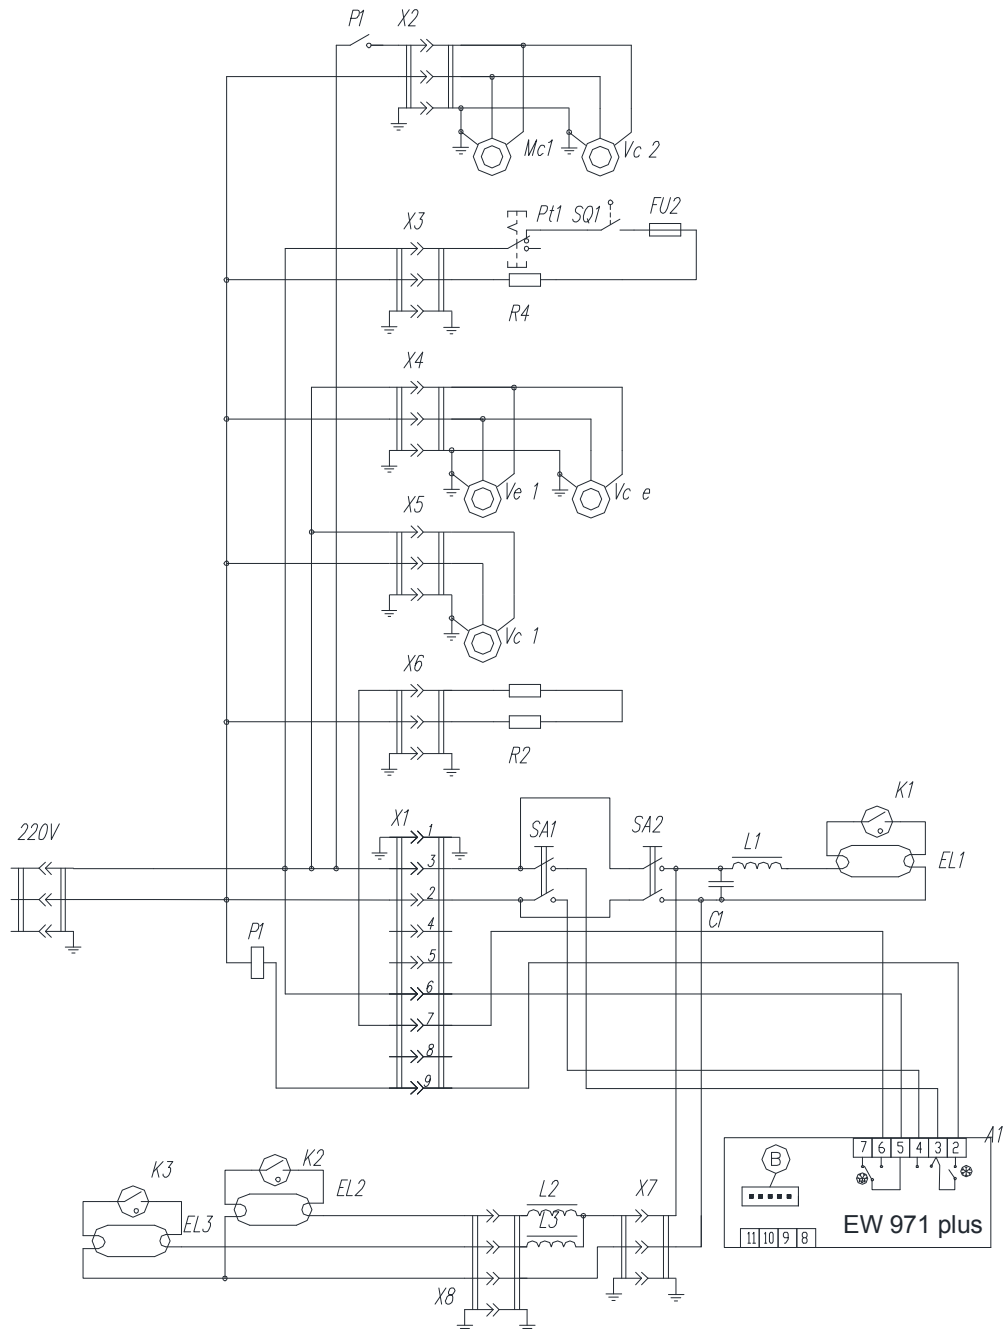 P1 X2
Mc1 Vc 2
X3 Pt1 SQ1 FU2
R4
X4
Ve 1 Vc e
X5
Vc 1
X6
R2
K1
220V X1 SA1 SA2 L1
1
3
EL1
2
C1
4
P1
5
6
7
8
9
A1
7 6 5 4 3 2
B
EW 971 plus
11 10 9 8
K3 K2
EL3 EL2 L2 X7
L3
X8